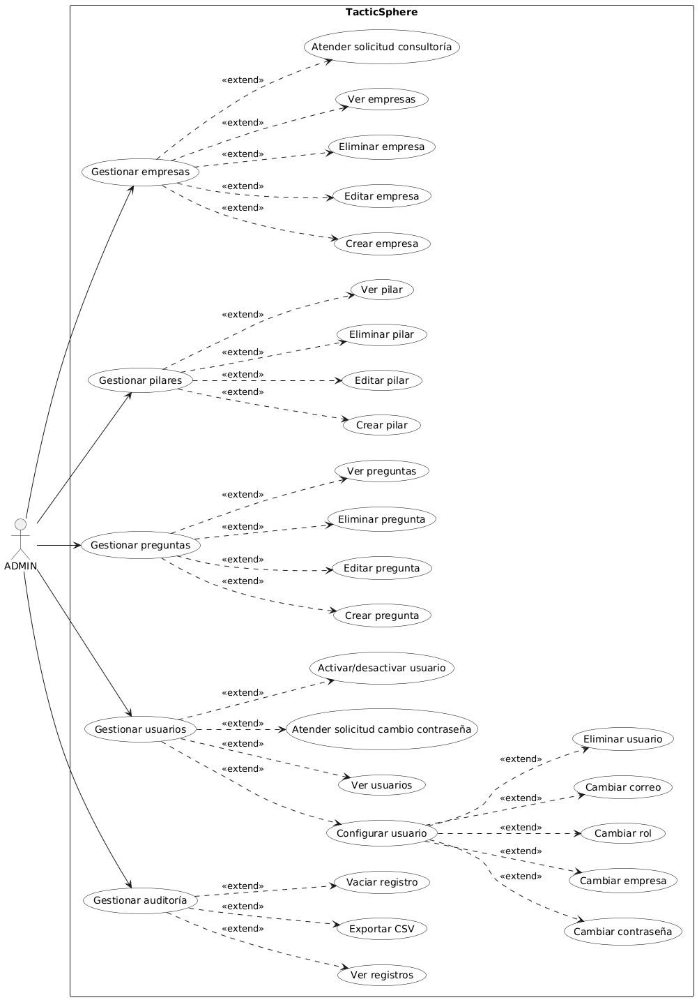 TacticSphere
Atender solicitud consultoría
«extend»
Ver empresas
«extend»
Eliminar empresa
«extend»
Gestionar empresas
«extend»
Editar empresa
«extend»
Crear empresa
Ver pilar
«extend»
Eliminar pilar
«extend»
Gestionar pilares
«extend»
Editar pilar
«extend»
Crear pilar
Ver preguntas
«extend»
Eliminar pregunta
«extend»
Gestionar preguntas
«extend»
Editar pregunta
«extend»
Crear pregunta
ADMIN
Activar/desactivar usuario
«extend»
Gestionar usuarios
«extend»
Atender solicitud cambio contraseña
«extend»
Ver usuarios
«extend»
Configurar usuario
«extend»
Eliminar usuario
«extend»
Cambiar correo
«extend»
Cambiar rol
«extend»
Cambiar empresa
«extend»
Cambiar contraseña
Gestionar auditoría
«extend»
Vaciar registro
«extend»
Exportar CSV
«extend»
Ver registros